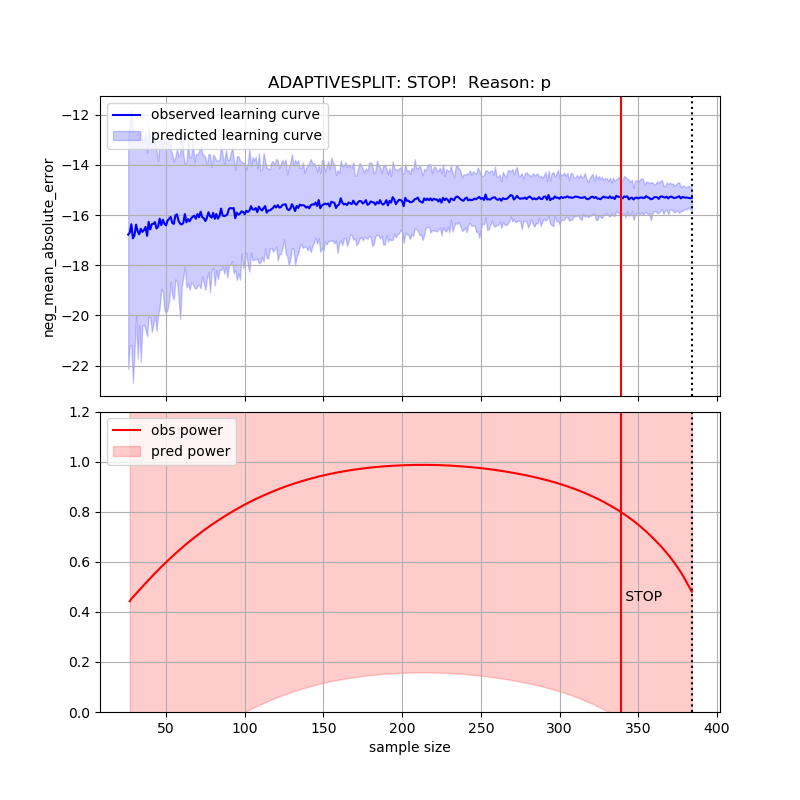 ADAPTIVESPLIT: STOP!  Reason: p
observed learning curve
predicted learning curve
neg_mean_absolute_error
−12
−14
−16
−18
−20
−22
obs power
pred power
1.2
1.0
0.8
0.6
0.4
0.2
0.0
STOP
50
100
150
200
250
300
350
400
sample size